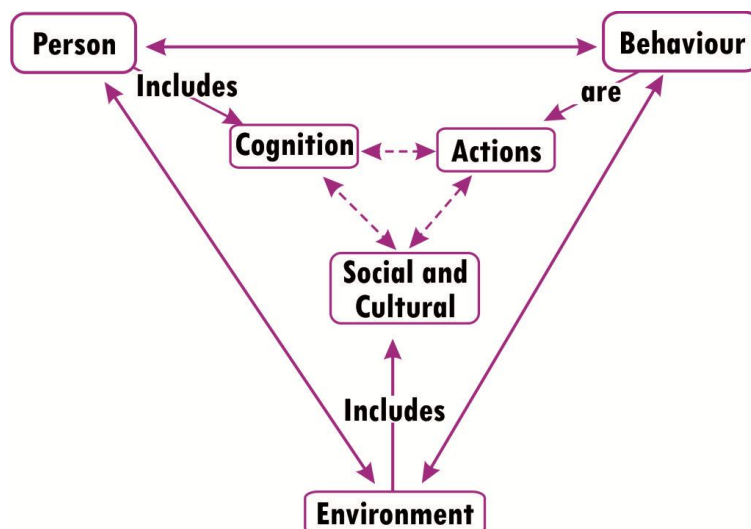 Person
Behaviour
Includes
are
Cognition
Actions
Social and
Cultural
Includes
Environment